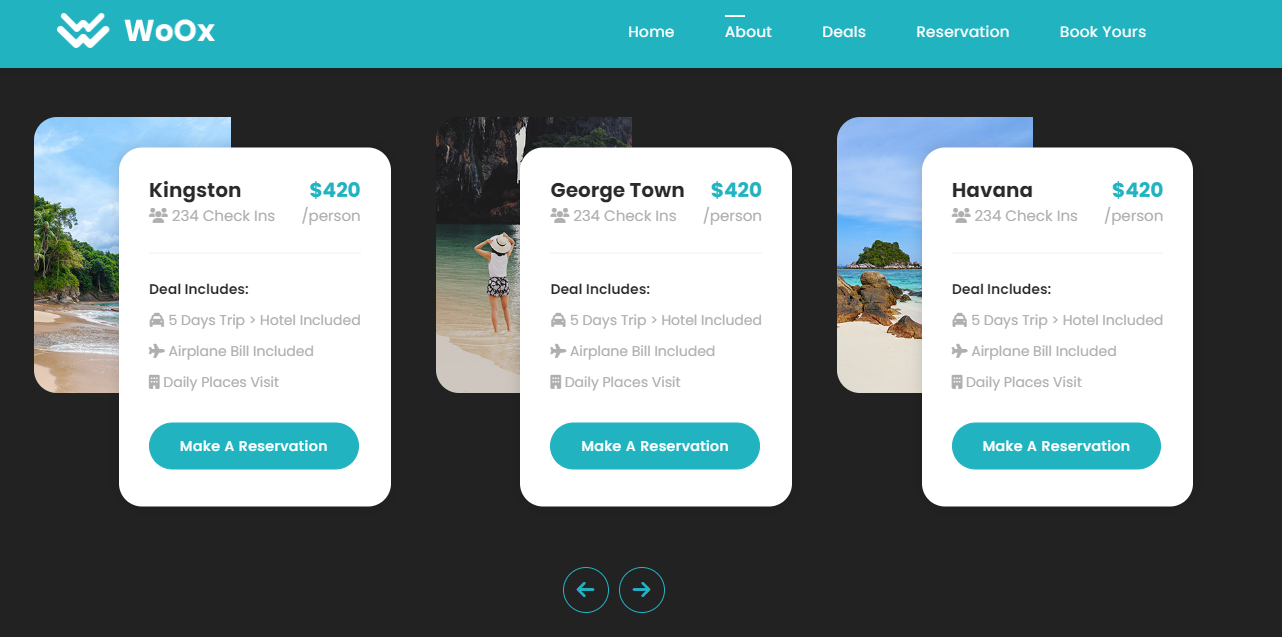 WoOx
Home About Deals Reservation Book Yours
Kingston $420
234 Check Ins /person
Deal Includes:
5 Days Trip > Hotel Included
Airplane Bill Included
Daily Places Visit
Make A Reservation
George Town $420
234 Check Ins /person
Deal Includes:
5 Days Trip > Hotel Included
Airplane Bill Included
Daily Places Visit
Make A Reservation
Havana $420
234 Check Ins /person
Deal Includes:
5 Days Trip > Hotel Included
Airplane Bill Included
Daily Places Visit
Make A Reservation